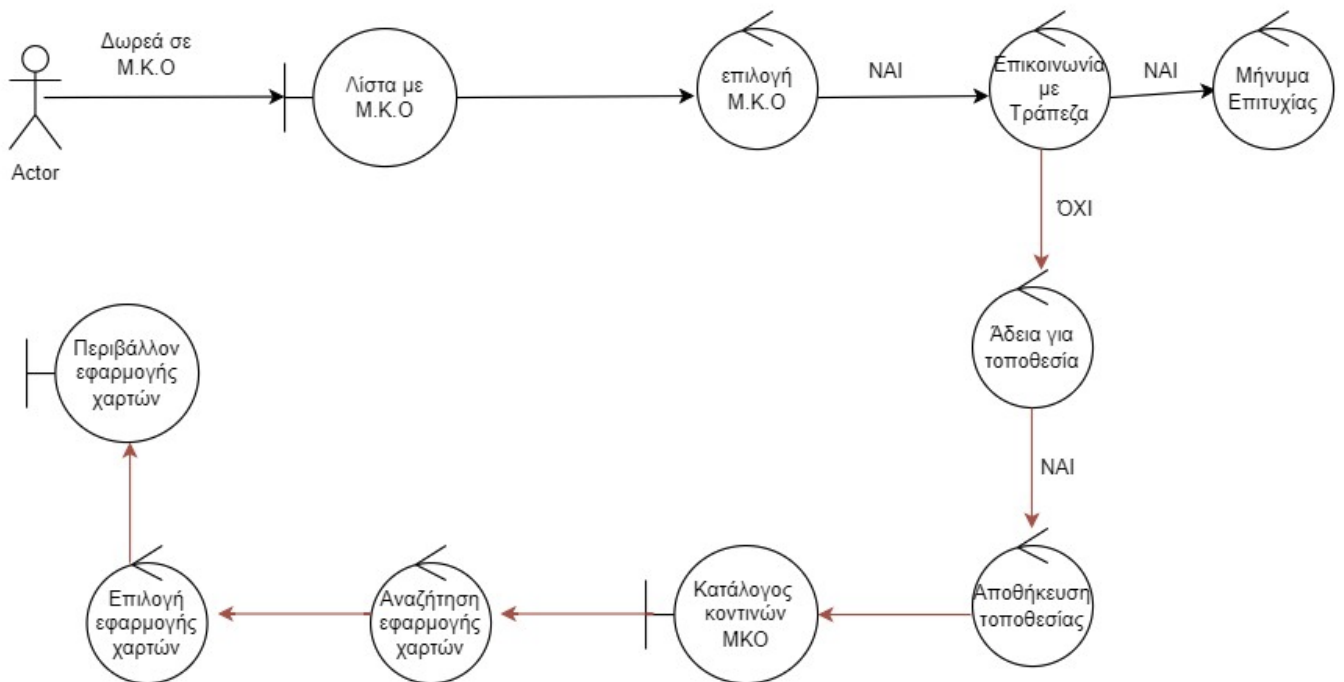 Δωρεά σε
Μ.Κ.Ο
Actor
Λίστα με
Μ.Κ.Ο
επιλογή
Μ.Κ.Ο
ΝΑΙ
Επικοινωνία
με
Τράπεζα
ΝΑΙ
Μήνυμα
Επιτυχίας
ΌΧΙ
Άδεια για
τοποθεσία
ΝΑΙ
Αποθήκευση
τοποθεσίας
Κατάλογος
κοντινών
ΜΚΟ
Αναζήτηση
εφαρμογής
χαρτών
Επιλογή
εφαρμογής
χαρτών
Περιβάλλον
εφαρμογής
χαρτών